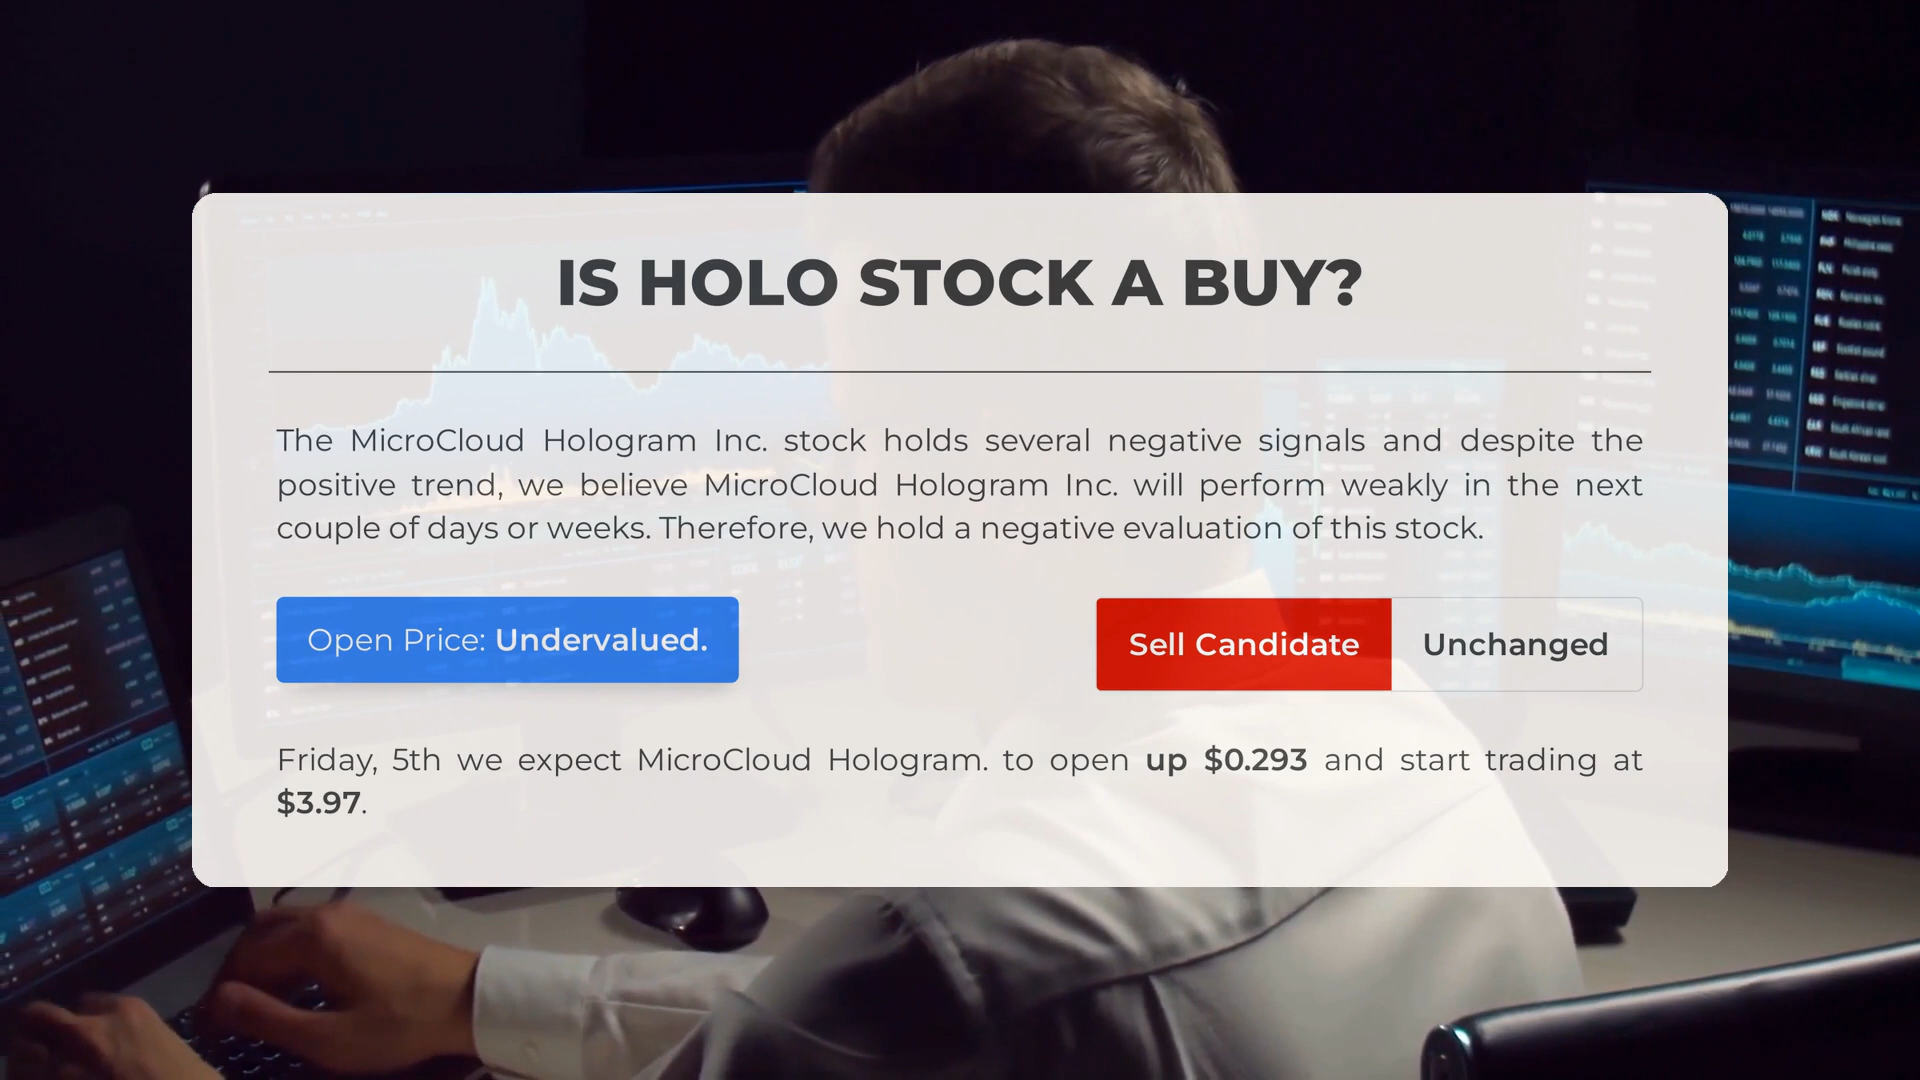 IS HOLO STOCK A BUY?
The MicroCloud Hologram Inc. stock holds several negative signals and despite the
positive trend, we believe MicroCloud Hologram Inc. will perform weakly in the next
couple of days or weeks. Therefore, we hold a negative evaluation of this stock.
Open Price: Undervalued.
Sell Candidate
Unchanged
Friday, 5th we expect MicroCloud Hologram. to open up $0.293 and start trading at
$3.97.